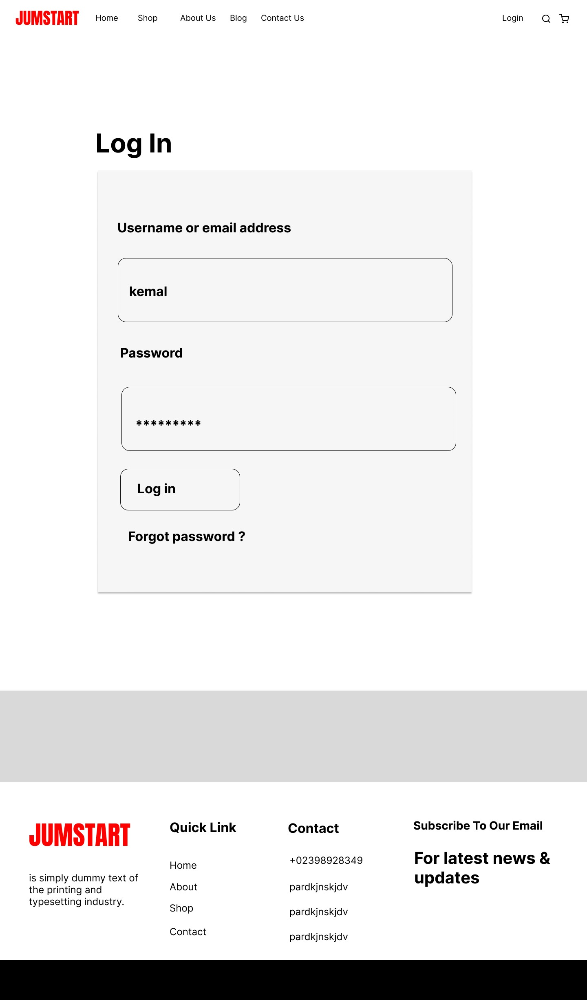 JUMSTART
Home Shop About Us Blog Contact Us Login
Log In
Username or email address
kemal
Password
*********
Log in
Forgot password ?
JUMSTART
is simply dummy text of
the printing and
typesetting industry.
Quick Link
Home
About
Shop
Contact
Contact
+02398928349
pardkjnskjdv
pardkjnskjdv
pardkjnskjdv
Subscribe To Our Email
For latest news &
updates